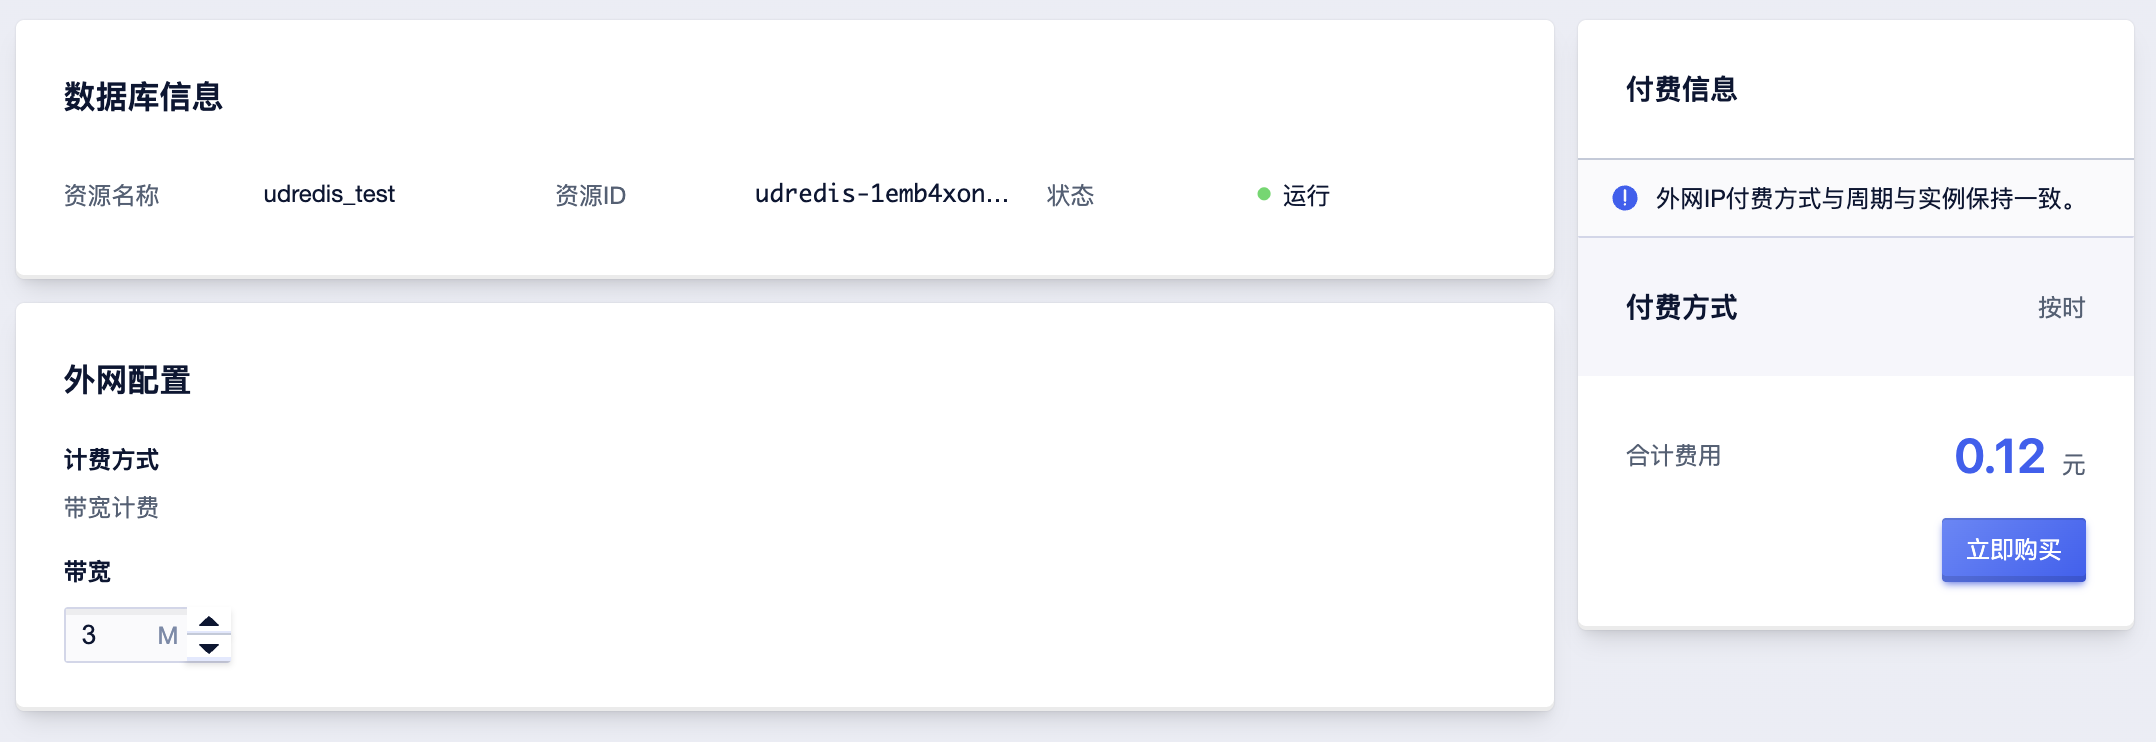 数据库信息
资源名称 udredis_test 资源ID udredis-1emb4xon... 状态 运行
外网配置
计费方式
带宽计费
带宽
3 M
付费信息
外网IP付费方式与周期与实例保持一致。
付费方式 按时
合计费用 0.12 元
立即购买